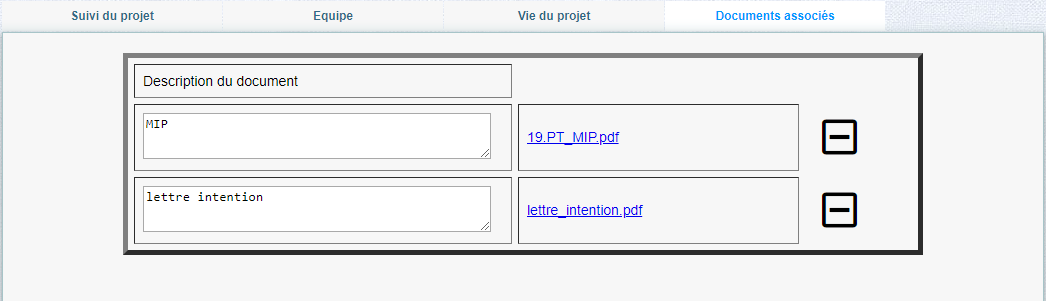 Suivi du projet
Equipe
Vie du projet
Documents associés
Description du document
MIP
19.PT_MIP.pdf
lettre intention
lettre_intention.pdf